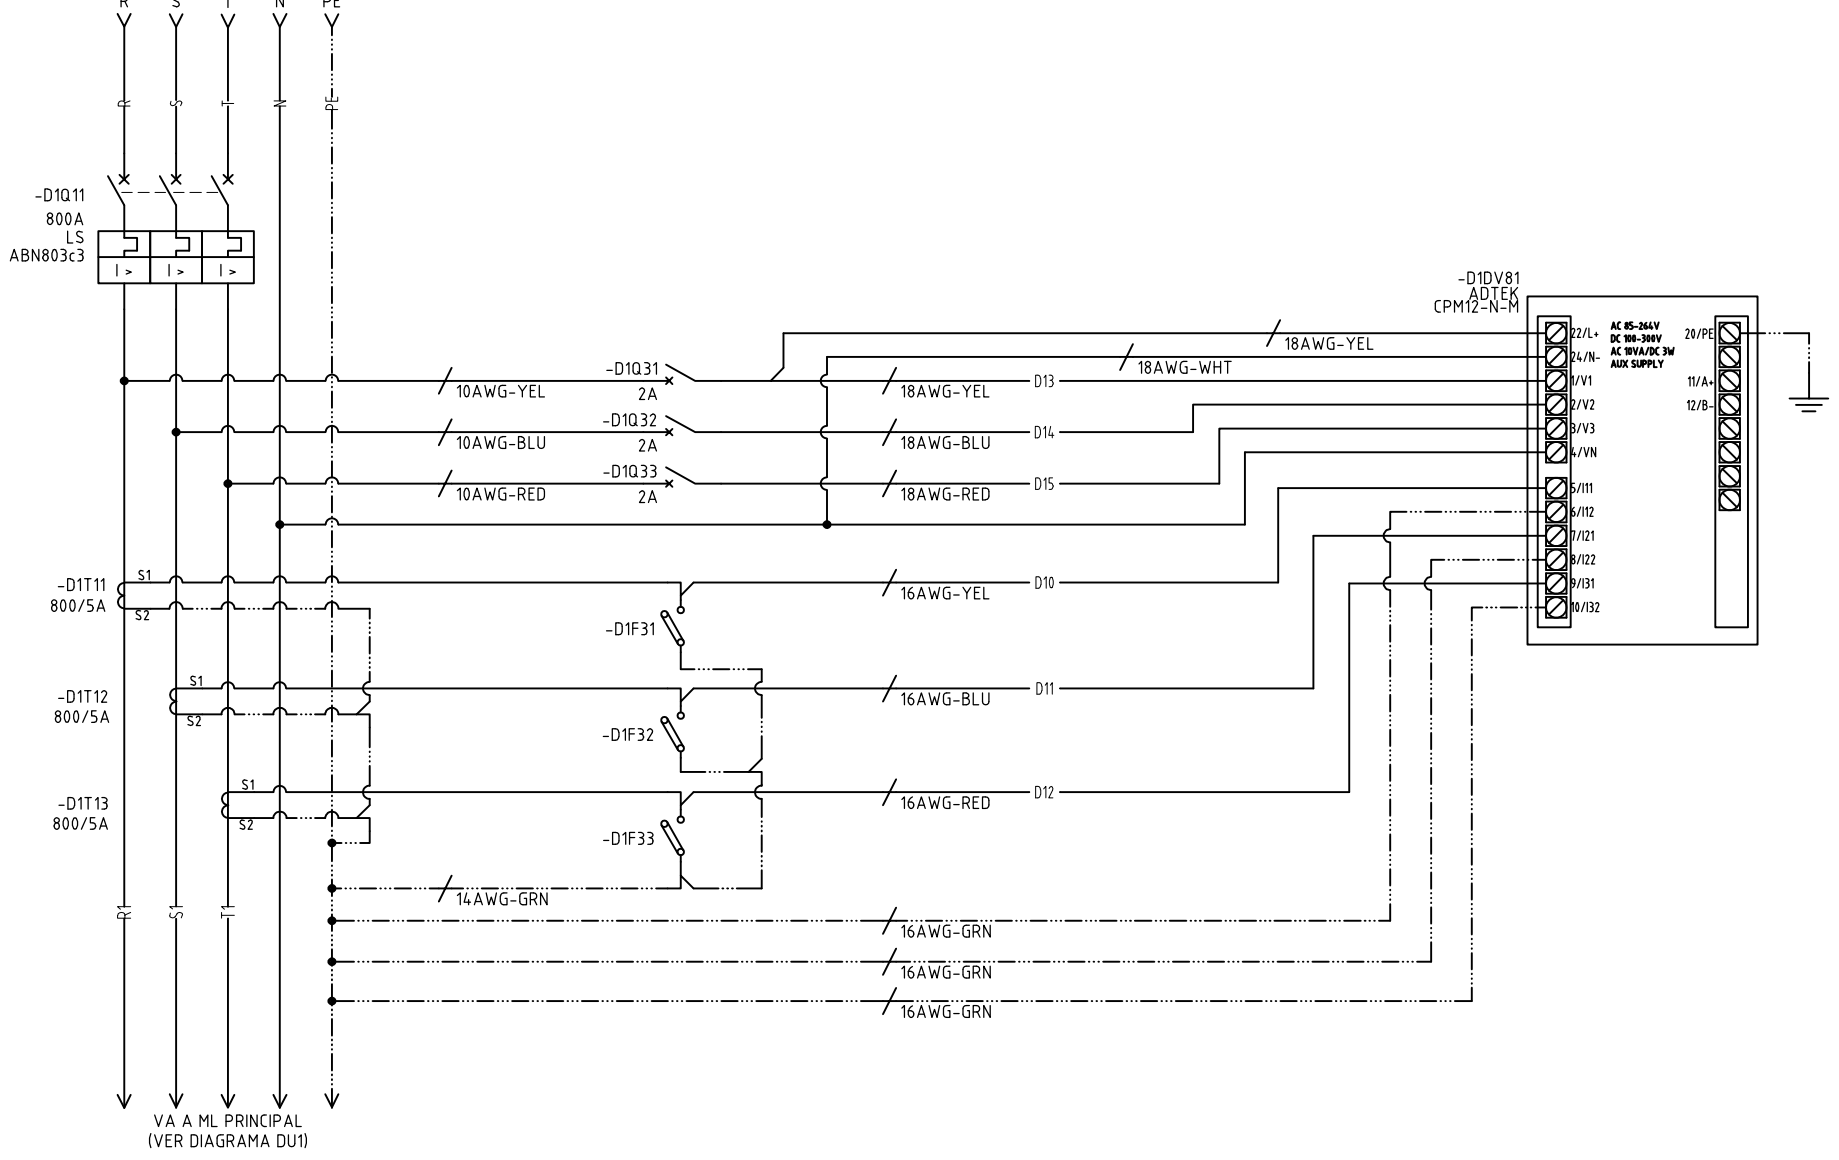 R S T N PE
R S T N PE
-D1Q11
800A
LS
ABN803c3
I > I > I >
-D1DV81
ADTEK
CPM12-N-M
22/L+
24/N-
1/V1
2/V2
3/V3
4/VN
5/I11
6/I12
7/I21
8/I22
9/I31
10/I32
AC 85-264V
DC 100-300V
AC 10VA/DC 3W
AUX SUPPLY
20/PE
11/A+
12/B-
18AWG-YEL
18AWG-WHT
10AWG-YEL
-D1Q31
2A
18AWG-YEL
D13
10AWG-BLU
-D1Q32
2A
18AWG-BLU
D14
10AWG-RED
-D1Q33
2A
18AWG-RED
D15
-D1T11
800/5A
S1
S2
-D1F31
16AWG-YEL
D10
-D1T12
800/5A
S1
S2
-D1F32
16AWG-BLU
D11
-D1T13
800/5A
S1
S2
-D1F33
16AWG-RED
D12
14AWG-GRN
R1 S1 T1
16AWG-GRN
16AWG-GRN
16AWG-GRN
VA A ML PRINCIPAL
(VER DIAGRAMA DU1)